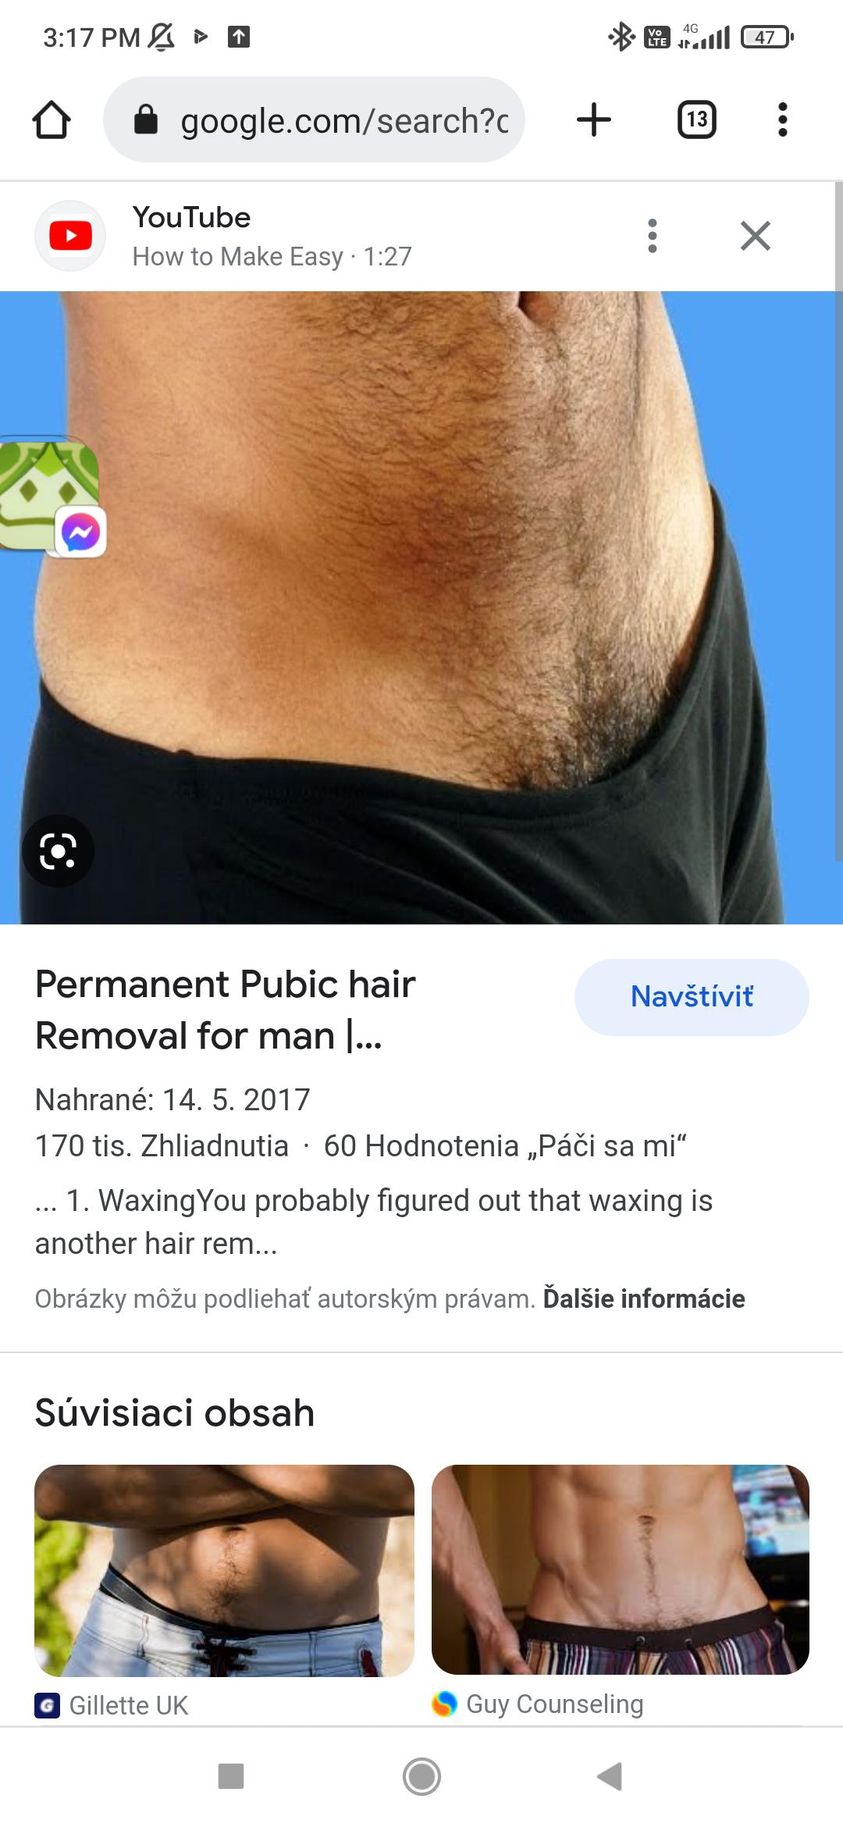 3:17 PM
Vo LTE 4G 47
google.com/search?c
13
YouTube
How to Make Easy · 1:27
Permanent Pubic hair
Removal for man |...
Navštíviť
Nahrané: 14. 5. 2017
170 tis. Zhliadnutia · 60 Hodnotenia „Páči sa mi“
... 1. WaxingYou probably figured out that waxing is
another hair rem...
Obrázky môžu podliehať autorským právam. Ďalšie informácie
Súvisiaci obsah
G Gillette UK
Guy Counseling